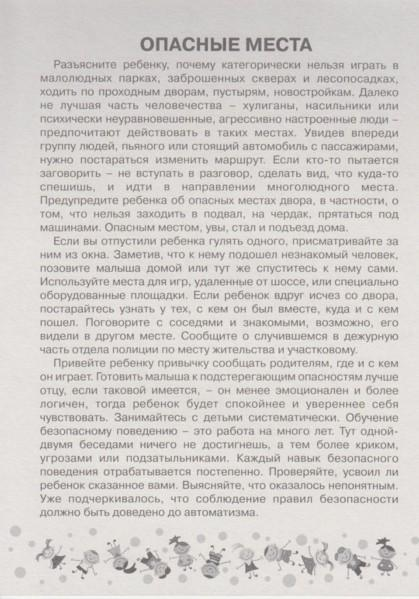 ОПАСНЫЕ МЕСТА
Разъясните ребенку, почему категорически нельзя играть в
малолюдных парках, заброшенных скверах и лесопосадках,
ходить по проходным дворам, пустырям, новостройкам. Далеко
не лучшая часть человечества – хулиганы, насильники или
психически неуравновешенные, агрессивно настроенные люди –
предпочитают действовать в таких местах. Увидев впереди
группу людей, пьяного или стоящий автомобиль с пассажирами,
нужно постараться изменить маршрут. Если кто-то пытается
заговорить – не вступать в разговор, сделать вид, что куда-то
спешишь, и идти в направлении многолюдного места.
Предупредите ребенка об опасных местах двора, в частности, о
том, что нельзя заходить в подвал, на чердак, прятаться под
машинами. Опасным местом, увы, стал и подъезд дома.
Если вы отпустили ребенка гулять одного, присматривайте за
ним из окна. Заметив, что к нему подошел незнакомый человек,
позовите малыша домой или тут же спуститесь к нему сами.
Используйте места для игр, удаленные от шоссе, или специально
оборудованные площадки. Если ребенок вдруг исчез со двора,
постарайтесь узнать у тех, с кем он был вместе, куда и с кем
пошел. Поговорите с соседями и знакомыми, возможно, его
видели в другом месте. Сообщите о случившемся в дежурную
часть отдела полиции по месту жительства и участковому.
Привейте ребенку привычку сообщать родителям, где и с кем
он играет. Готовить малыша к подстерегающим опасностям лучше
отцу, если таковой имеется, – он менее эмоционален и более
логичен, тогда ребенок будет спокойнее и увереннее себя
чувствовать. Занимайтесь с детьми систематически. Обучение
безопасному поведению – это работа на много лет. Тут одной-
двумя беседами ничего не достигнешь, а тем более криком,
угрозами или подзатыльниками. Каждый навык безопасного
поведения отрабатывается постепенно. Проверяйте, усвоил ли
ребенок сказанное вами. Выясняйте, что оказалось непонятным.
Уже подчеркивалось, что соблюдение правил безопасности
должно быть доведено до автоматизма.